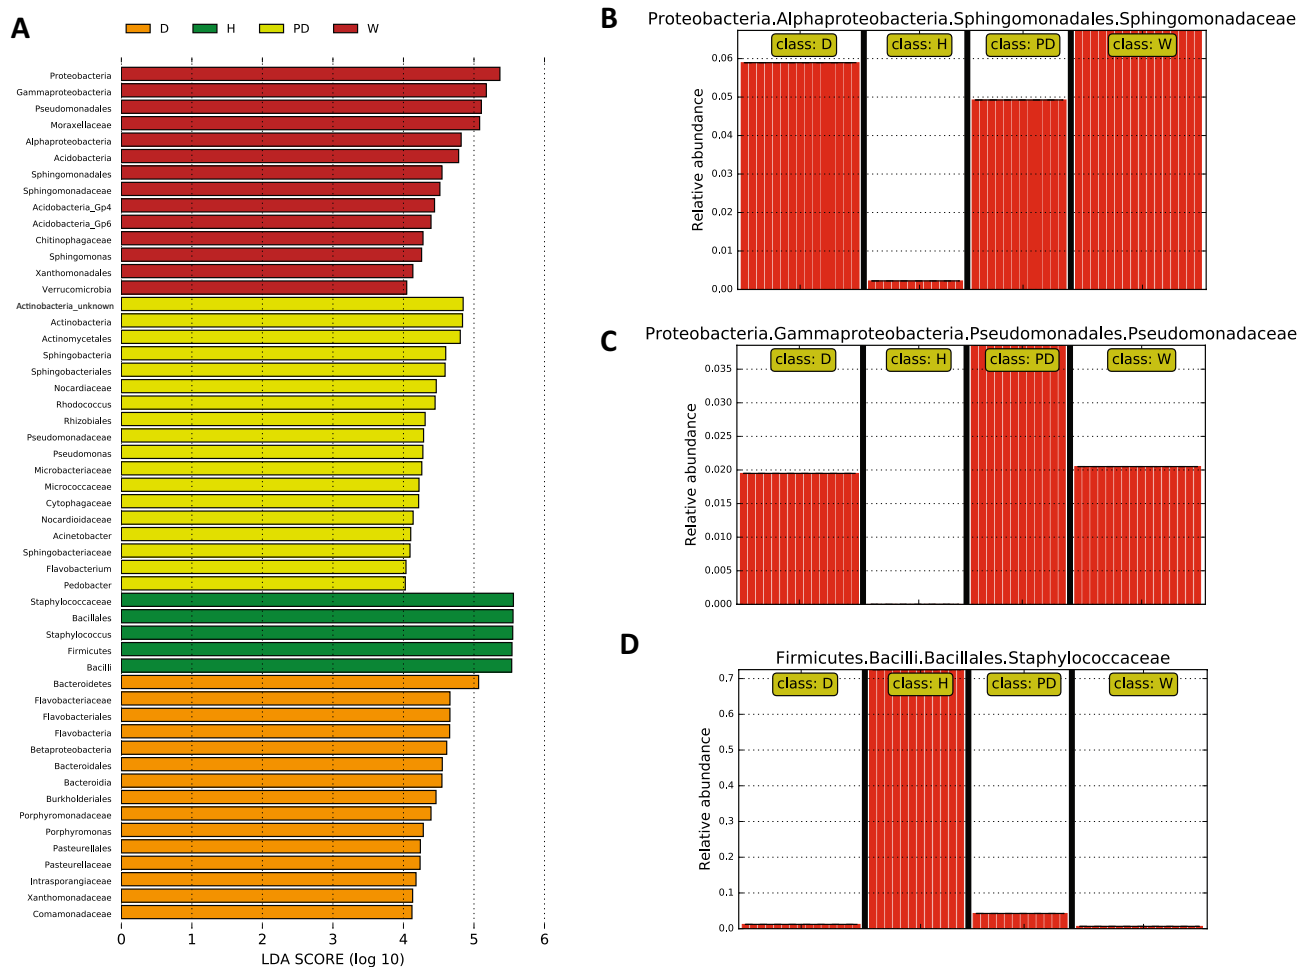 A
D H PD W
Proteobacteria
Gammaproteobacteria
Pseudomonadales
Moraxellaceae
Alphaproteobacteria
Acidobacteria
Sphingomonadales
Sphingomonadaceae
Acidobacteria_Gp4
Acidobacteria_Gp6
Chitinophagaceae
Sphingomonas
Xanthomonadales
Verrucomicrobia
Actinobacteria_unknown
Actinobacteria
Actinomycetales
Sphingobacteria
Sphingobacteriales
Nocardiaceae
Rhodococcus
Rhizobiales
Pseudomonadaceae
Pseudomonas
Microbacteriaceae
Micrococcaceae
Cytophagaceae
Nocardioidaceae
Acinetobacter
Sphingobacteriaceae
Flavobacterium
Pedobacter
Staphylococcaceae
Bacillales
Staphylococcus
Firmicutes
Bacilli
Bacteroidetes
Flavobacteriaceae
Flavobacteriales
Flavobacteria
Betaproteobacteria
Bacteroidales
Bacteroidia
Burkholderiales
Porphyromonadaceae
Porphyromonas
Pasteurellales
Pasteurellaceae
Intrasporangiaceae
Xanthomonadaceae
Comamonadaceae
0 1 2 3 4 5 6
LDA SCORE (log 10)
B
Proteobacteria.Alphaproteobacteria.Sphingomonadales.Sphingomonadaceae
class: D class: H class: PD class: W
Relative abundance
0.06
0.05
0.04
0.03
0.02
0.01
0.00
C
Proteobacteria.Gammaproteobacteria.Pseudomonadales.Pseudomonadaceae
class: D class: H class: PD class: W
Relative abundance
0.035
0.030
0.025
0.020
0.015
0.010
0.005
0.000
D
Firmicutes.Bacilli.Bacillales.Staphylococcaceae
class: D class: H class: PD class: W
Relative abundance
0.7
0.6
0.5
0.4
0.3
0.2
0.1
0.0